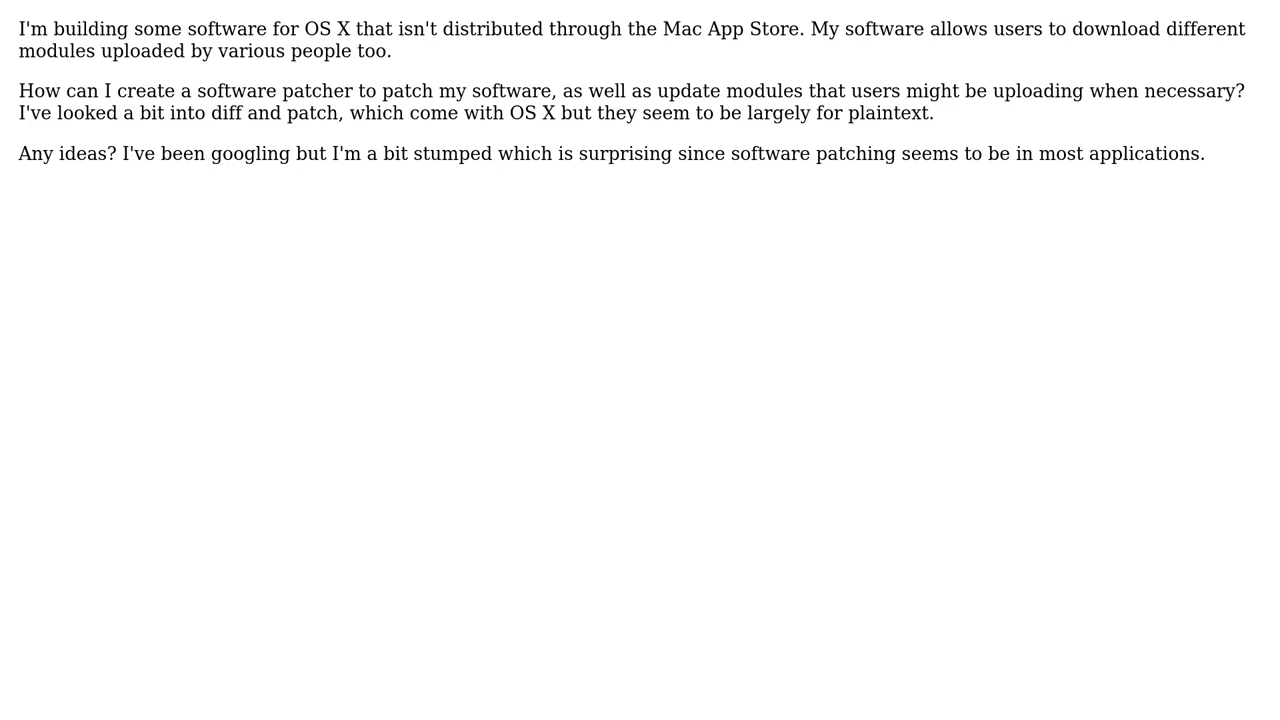 I'm building some software for OS X that isn't distributed through the Mac App Store. My software allows users to download different
modules uploaded by various people too.
How can I create a software patcher to patch my software, as well as update modules that users might be uploading when necessary?
I've looked a bit into diff and patch, which come with OS X but they seem to be largely for plaintext.
Any ideas? I've been googling but I'm a bit stumped which is surprising since software patching seems to be in most applications.